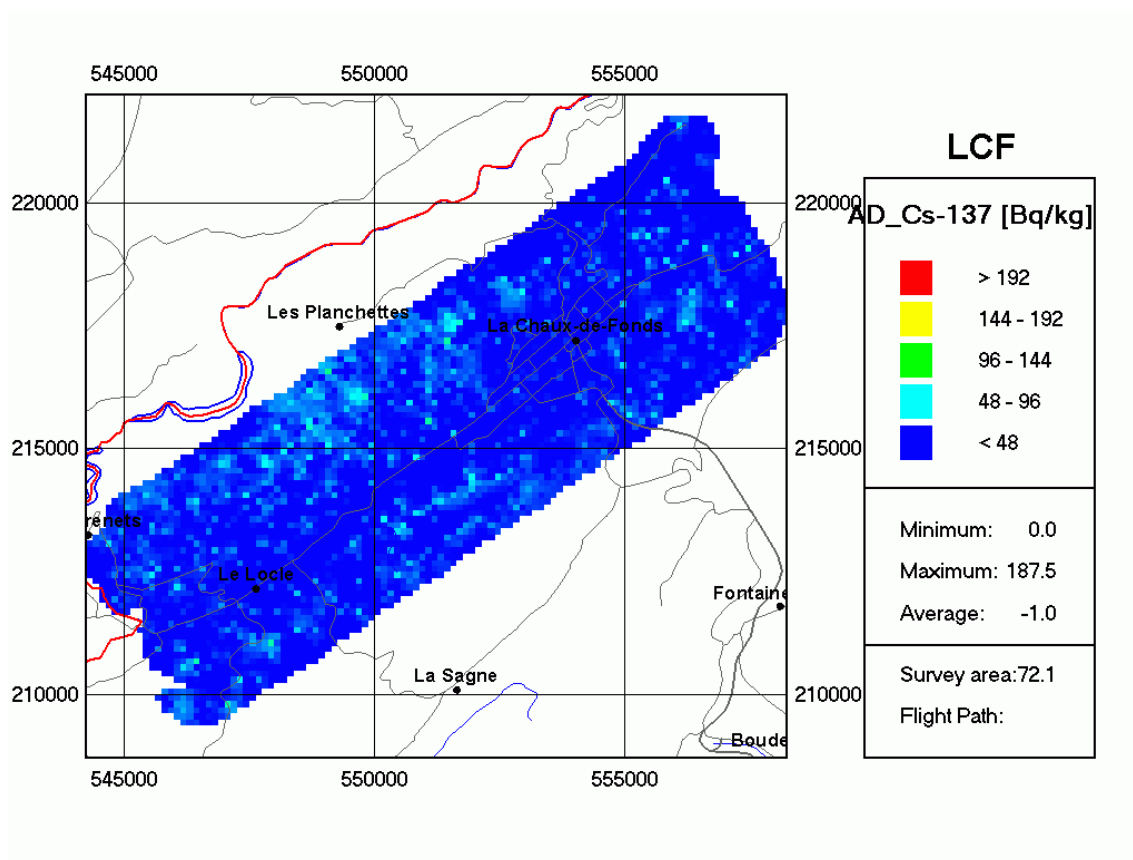 545000 550000 555000
LCF
220000 220000
AD_Cs-137 [Bq/kg]
> 192
144 - 192
96 - 144
48 - 96
< 48
Les Planchettes
La Chaux-de-Fonds
215000 215000
renets
Le Locle
Fontaine
La Sagne
210000 210000
Boude
Minimum: 0.0
Maximum: 187.5
Average: -1.0
Survey area:72.1
Flight Path:
545000 550000 555000